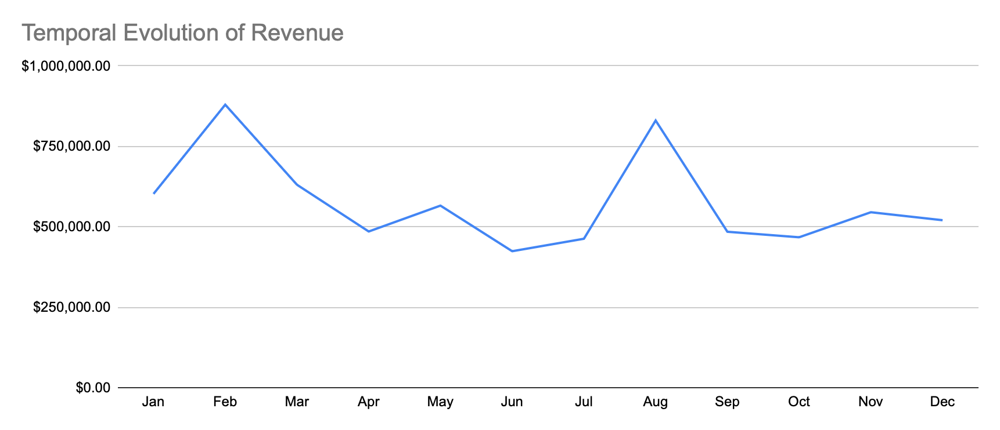 Temporal Evolution of Revenue
$1,000,000.00
$750,000.00
$500,000.00
$250,000.00
$0.00
Jan Feb Mar Apr May Jun Jul Aug Sep Oct Nov Dec